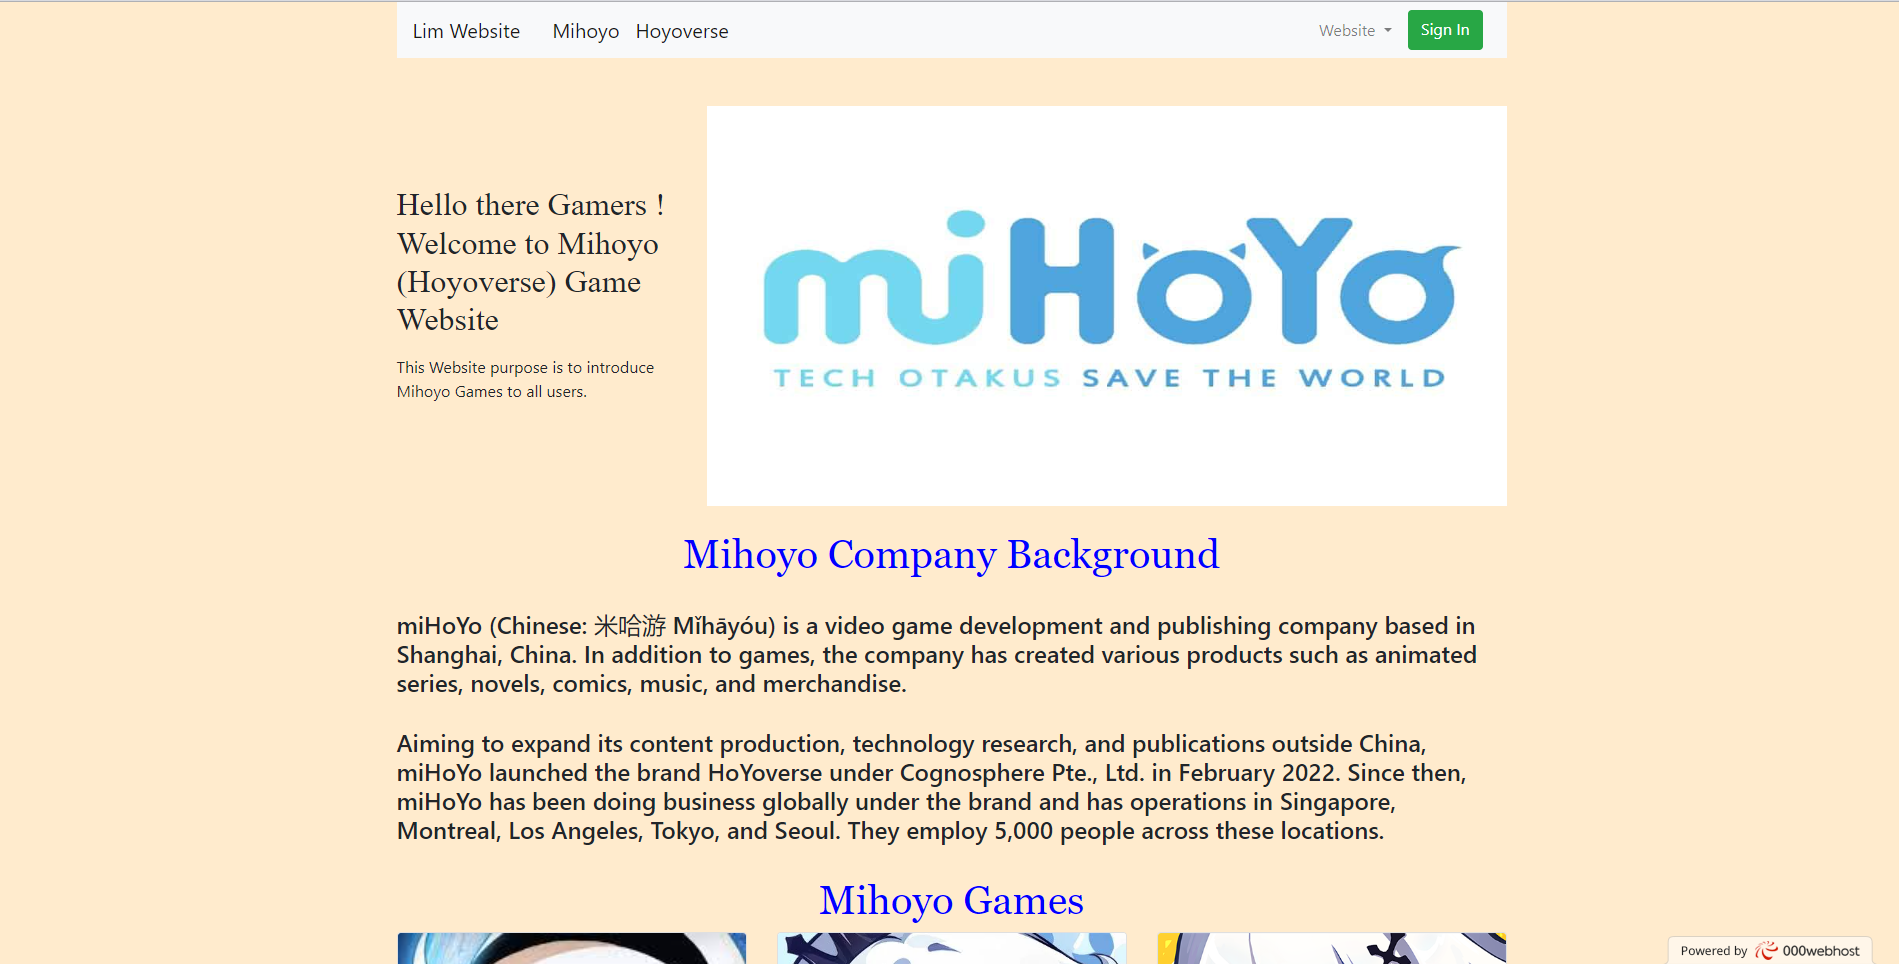 Lim Website Mihoyo Hoyoverse Website Sign In
Hello there Gamers !
Welcome to Mihoyo
(Hoyoverse) Game
Website
This Website purpose is to introduce
Mihoyo Games to all users.
miHoYo
TECH OTAKUS SAVE THE WORLD
Mihoyo Company Background
miHoYo (Chinese: 米哈游 Mǐhāyóu) is a video game development and publishing company based in
Shanghai, China. In addition to games, the company has created various products such as animated
series, novels, comics, music, and merchandise.
Aiming to expand its content production, technology research, and publications outside China,
miHoYo launched the brand HoYoverse under Cognosphere Pte., Ltd. in February 2022. Since then,
miHoYo has been doing business globally under the brand and has operations in Singapore,
Montreal, Los Angeles, Tokyo, and Seoul. They employ 5,000 people across these locations.
Mihoyo Games
Powered by 000webhost